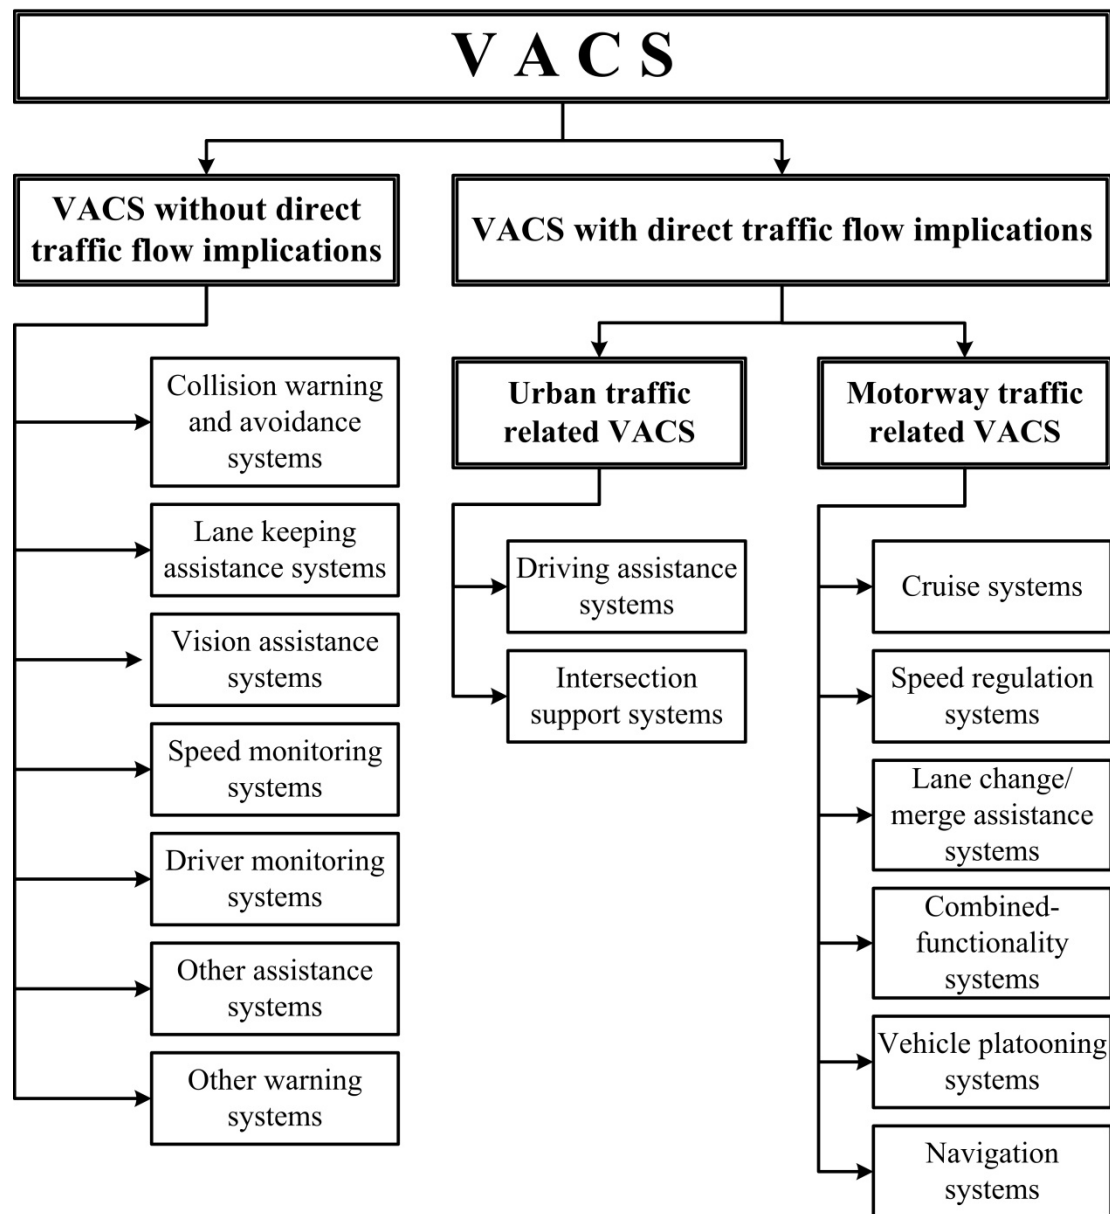 V A C S
VACS without direct
traffic flow implications
Collision warning
and avoidance
systems
Lane keeping
assistance systems
Vision assistance
systems
Speed monitoring
systems
Driver monitoring
systems
Other assistance
systems
Other warning
systems
VACS with direct traffic flow implications
Urban traffic
related VACS
Driving assistance
systems
Intersection
support systems
Motorway traffic
related VACS
Cruise systems
Speed regulation
systems
Lane change/
merge assistance
systems
Combined-
functionality
systems
Vehicle platooning
systems
Navigation
systems